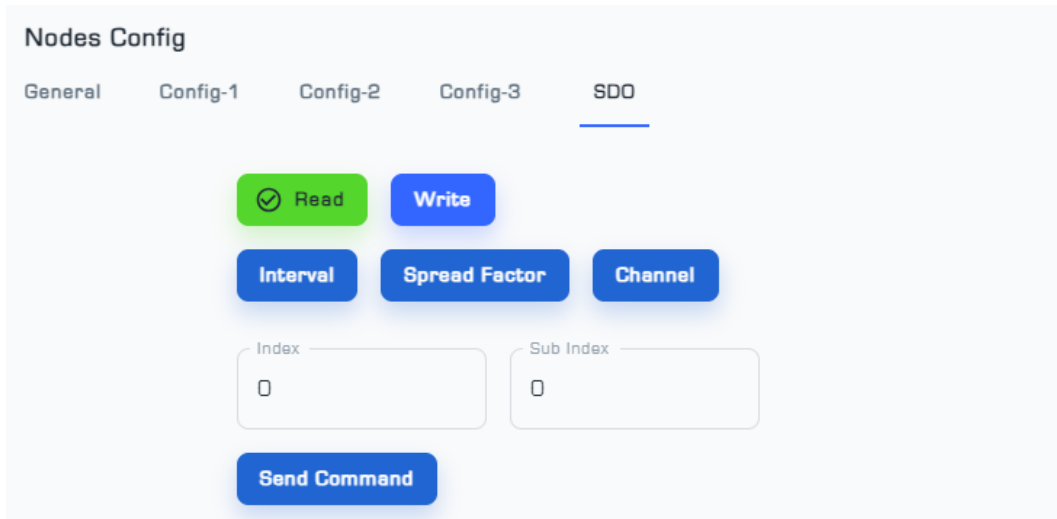 Nodes Config
General Config-1 Config-2 Config-3 SDO
Read Write
Interval Spread Factor Channel
Index Sub Index
0 0
Send Command